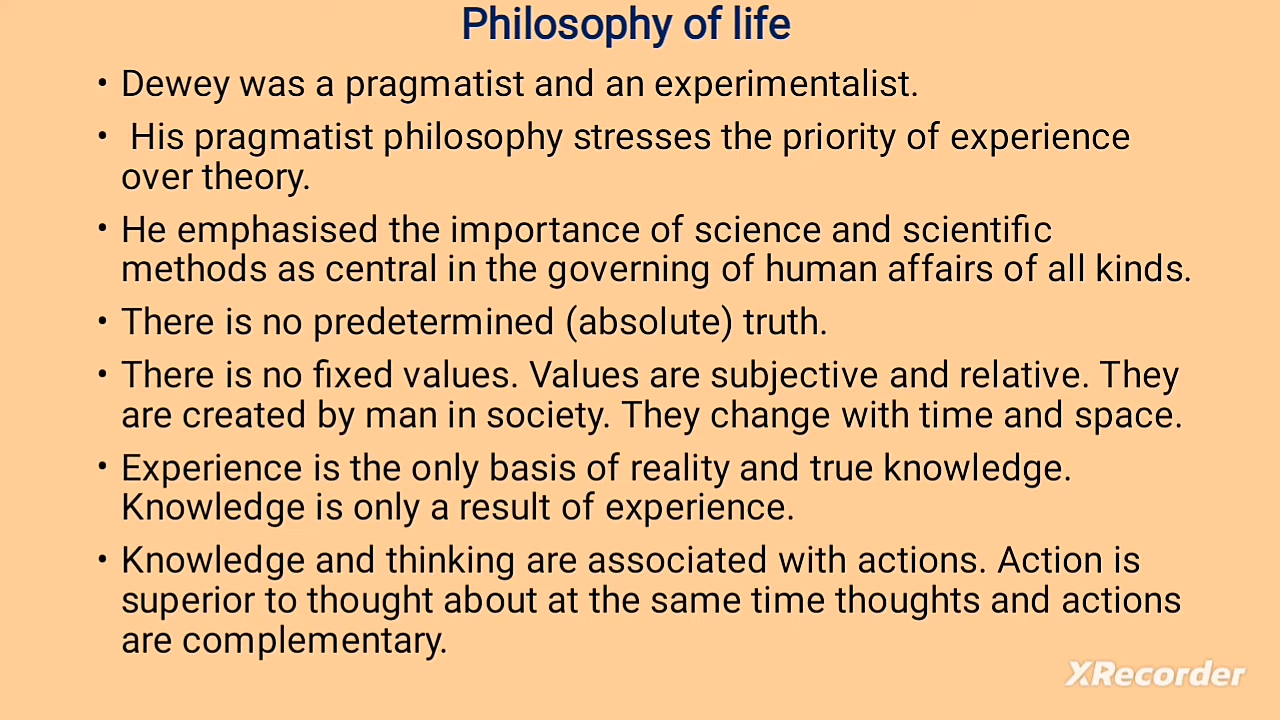 Philosophy of life
• Dewey was a pragmatist and an experimentalist.
• His pragmatist philosophy stresses the priority of experience
over theory.
• He emphasised the importance of science and scientific
methods as central in the governing of human affairs of all kinds.
• There is no predetermined (absolute) truth.
• There is no fixed values. Values are subjective and relative. They
are created by man in society. They change with time and space.
• Experience is the only basis of reality and true knowledge.
Knowledge is only a result of experience.
• Knowledge and thinking are associated with actions. Action is
superior to thought about at the same time thoughts and actions
are complementary.
XRecorder